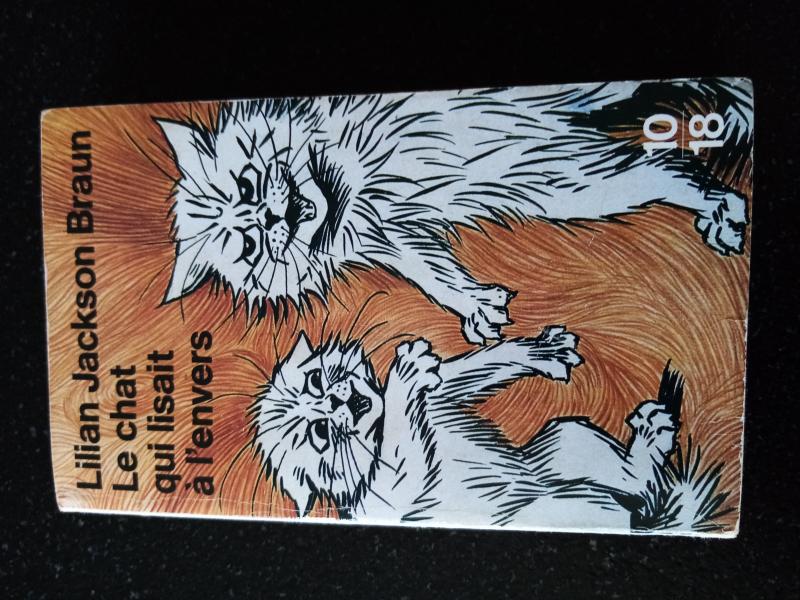 Lilian Jackson Braun
Le chat
qui lisait
à l'envers
10
18